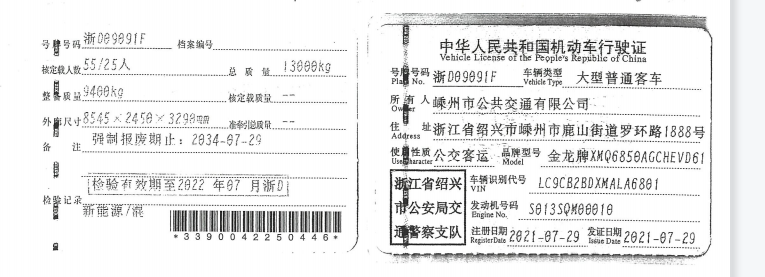 号牌号码 浙D09091F 档案编号
核定载人数 55/25人 总质量 13000kg
整备质量 9400kg 核定载质量 --
外廓尺寸 8545×2450×3290mm 准牵引总质量 --
备注 强制报废期止：2034-07-29
检验有效期至2022 年07 月浙D
检验记录
新能源/混
*3390042250446*
中华人民共和国机动车行驶证
Vehicle License of the People's Republic of China
号牌号码 浙D09091F 车辆类型 大型普通客车
Plate No. Vehicle Type
所有人 嵊州市公共交通有限公司
Owner
住址 浙江省绍兴市嵊州市鹿山街道罗环路1888号
Address
使用性质 公交客运 品牌型号 金龙牌XMQ6850AGCHEVD61
Use Character Model
浙江省绍兴 车辆识别代号 LC9CB2BDXMALA6801
VIN
市公安局交 发动机号码 S013SQM00010
Engine No.
通警察支队 注册日期 2021-07-29 发证日期 2021-07-29
Register Date Issue Date